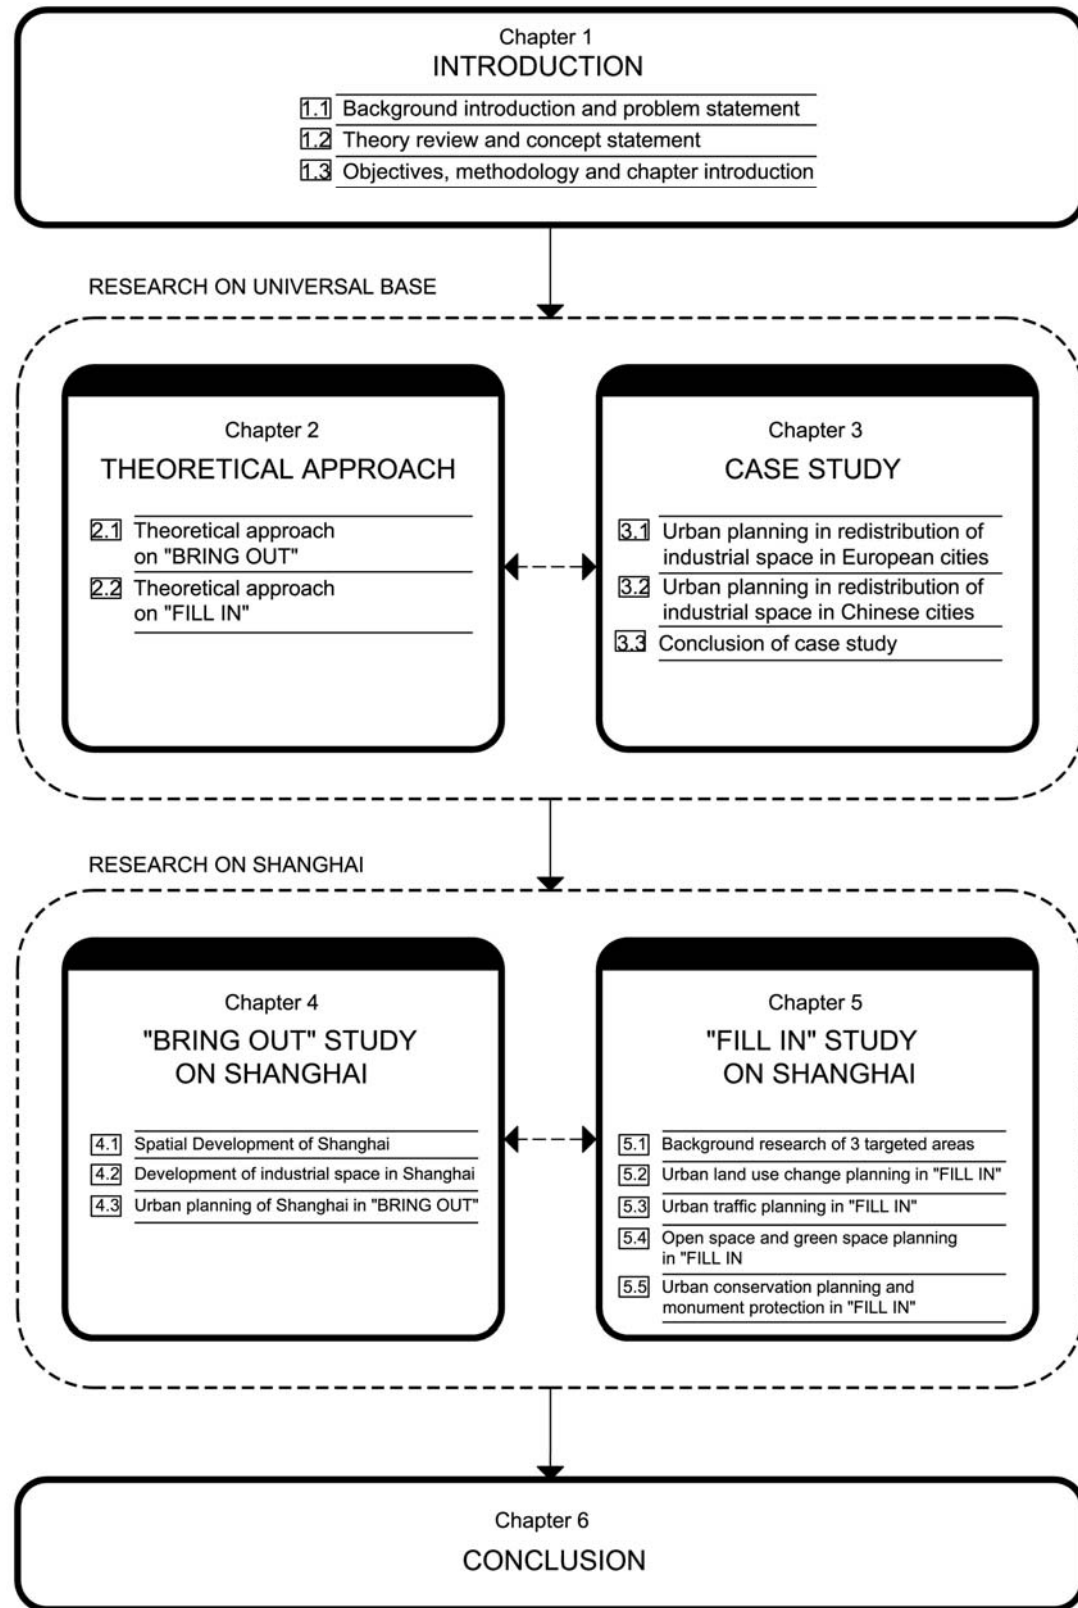 Chapter 1
INTRODUCTION
1.1 Background introduction and problem statement
1.2 Theory review and concept statement
1.3 Objectives, methodology and chapter introduction
RESEARCH ON UNIVERSAL BASE
Chapter 2
THEORETICAL APPROACH
2.1 Theoretical approach
on "BRING OUT"
2.2 Theoretical approach
on "FILL IN"
Chapter 3
CASE STUDY
3.1 Urban planning in redistribution of
industrial space in European cities
3.2 Urban planning in redistribution of
industrial space in Chinese cities
3.3 Conclusion of case study
RESEARCH ON SHANGHAI
Chapter 4
"BRING OUT" STUDY
ON SHANGHAI
4.1 Spatial Development of Shanghai
4.2 Development of industrial space in Shanghai
4.3 Urban planning of Shanghai in "BRING OUT"
Chapter 5
"FILL IN" STUDY
ON SHANGHAI
5.1 Background research of 3 targeted areas
5.2 Urban land use change planning in "FILL IN"
5.3 Urban traffic planning in "FILL IN"
5.4 Open space and green space planning
in "FILL IN
5.5 Urban conservation planning and
monument protection in "FILL IN"
Chapter 6
CONCLUSION